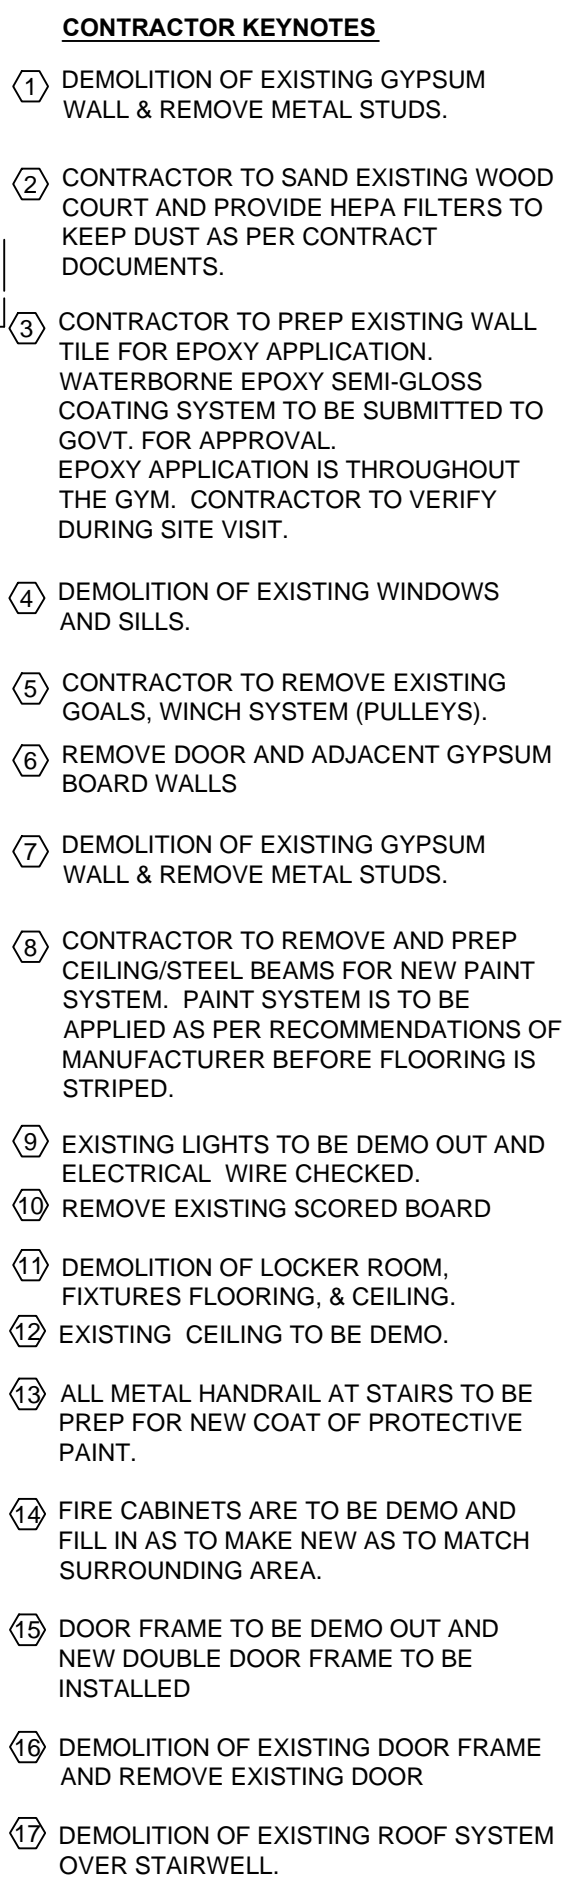 CONTRACTOR KEYNOTES
1 DEMOLITION OF EXISTING GYPSUM
WALL & REMOVE METAL STUDS.
2 CONTRACTOR TO SAND EXISTING WOOD
COURT AND PROVIDE HEPA FILTERS TO
KEEP DUST AS PER CONTRACT
DOCUMENTS.
3 CONTRACTOR TO PREP EXISTING WALL
TILE FOR EPOXY APPLICATION.
WATERBORNE EPOXY SEMI-GLOSS
COATING SYSTEM TO BE SUBMITTED TO
GOVT. FOR APPROVAL.
EPOXY APPLICATION IS THROUGHOUT
THE GYM. CONTRACTOR TO VERIFY
DURING SITE VISIT.
4 DEMOLITION OF EXISTING WINDOWS
AND SILLS.
5 CONTRACTOR TO REMOVE EXISTING
GOALS, WINCH SYSTEM (PULLEYS).
6 REMOVE DOOR AND ADJACENT GYPSUM
BOARD WALLS
7 DEMOLITION OF EXISTING GYPSUM
WALL & REMOVE METAL STUDS.
8 CONTRACTOR TO REMOVE AND PREP
CEILING/STEEL BEAMS FOR NEW PAINT
SYSTEM. PAINT SYSTEM IS TO BE
APPLIED AS PER RECOMMENDATIONS OF
MANUFACTURER BEFORE FLOORING IS
STRIPED.
9 EXISTING LIGHTS TO BE DEMO OUT AND
ELECTRICAL WIRE CHECKED.
10 REMOVE EXISTING SCORED BOARD
11 DEMOLITION OF LOCKER ROOM,
FIXTURES FLOORING, & CEILING.
12 EXISTING CEILING TO BE DEMO.
13 ALL METAL HANDRAIL AT STAIRS TO BE
PREP FOR NEW COAT OF PROTECTIVE
PAINT.
14 FIRE CABINETS ARE TO BE DEMO AND
FILL IN AS TO MAKE NEW AS TO MATCH
SURROUNDING AREA.
15 DOOR FRAME TO BE DEMO OUT AND
NEW DOUBLE DOOR FRAME TO BE
INSTALLED
16 DEMOLITION OF EXISTING DOOR FRAME
AND REMOVE EXISTING DOOR
17 DEMOLITION OF EXISTING ROOF SYSTEM
OVER STAIRWELL.